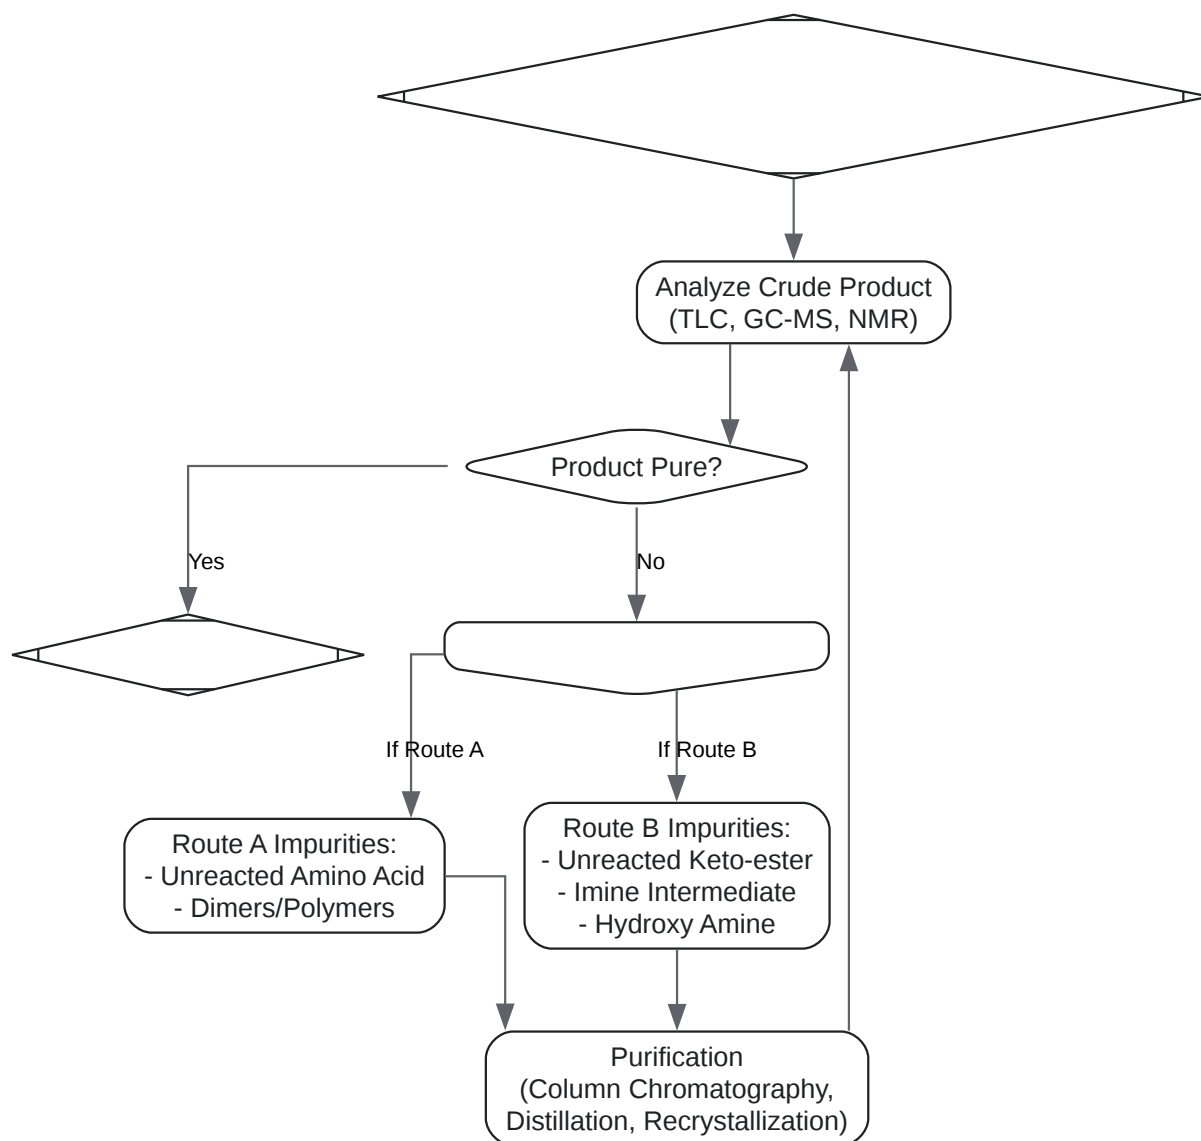 Analyze Crude Product
(TLC, GC-MS, NMR)
Product Pure?
Yes
No
If Route A
If Route B
Route A Impurities:
- Unreacted Amino Acid
- Dimers/Polymers
Route B Impurities:
- Unreacted Keto-ester
- Imine Intermediate
- Hydroxy Amine
Purification
(Column Chromatography,
Distillation, Recrystallization)